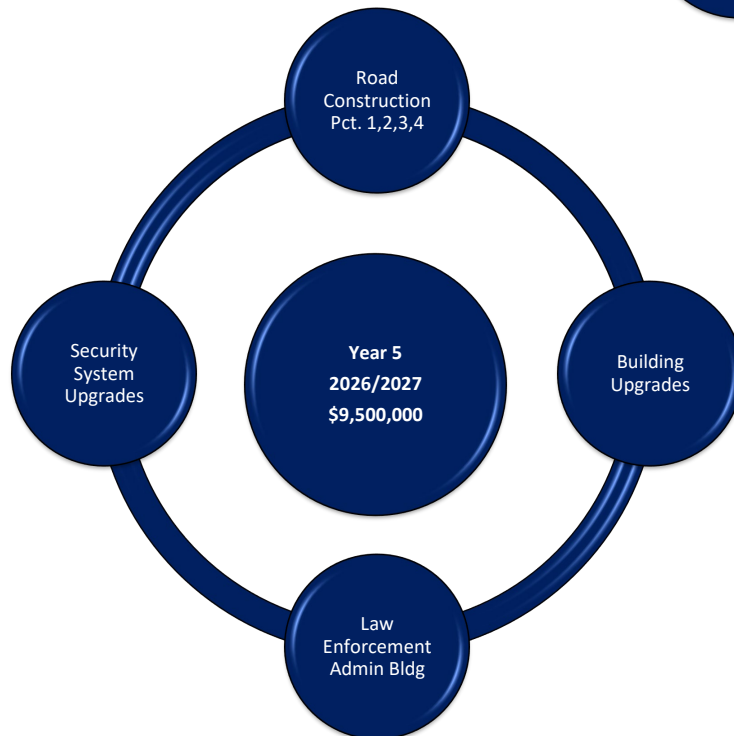 Road
Construction
Pct. 1,2,3,4
Security
System
Upgrades
Year 5
2026/2027
$9,500,000
Building
Upgrades
Law
Enforcement
Admin Bldg